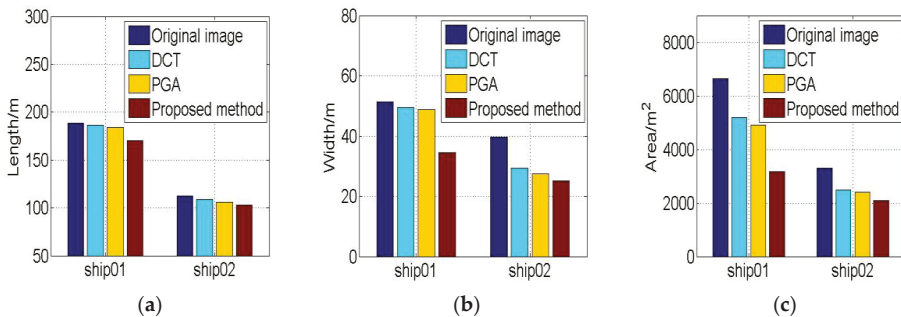 300
250
200
150
100
50
Length/m
Original image
DCT
PGA
Proposed method
ship01 ship02
(a)
80
60
40
20
0
Width/m
Original image
DCT
PGA
Proposed method
ship01 ship02
(b)
8000
6000
4000
2000
0
Area/m²
Original image
DCT
PGA
Proposed method
ship01 ship02
(c)